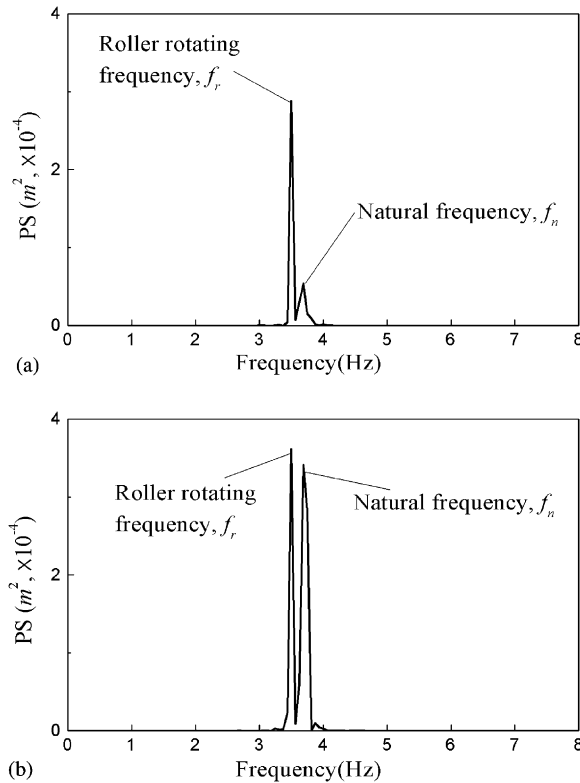 4
Roller rotating
frequency, f_r
2
Natural frequency, f_n
PS (m², ×10⁻⁴)
0
0 1 2 3 4 5 6 7 8
(a)
Frequency(Hz)
4
Roller rotating
frequency, f_r
Natural frequency, f_n
2
PS (m², ×10⁻⁴)
0
0 1 2 3 4 5 6 7 8
(b)
Frequency(Hz)